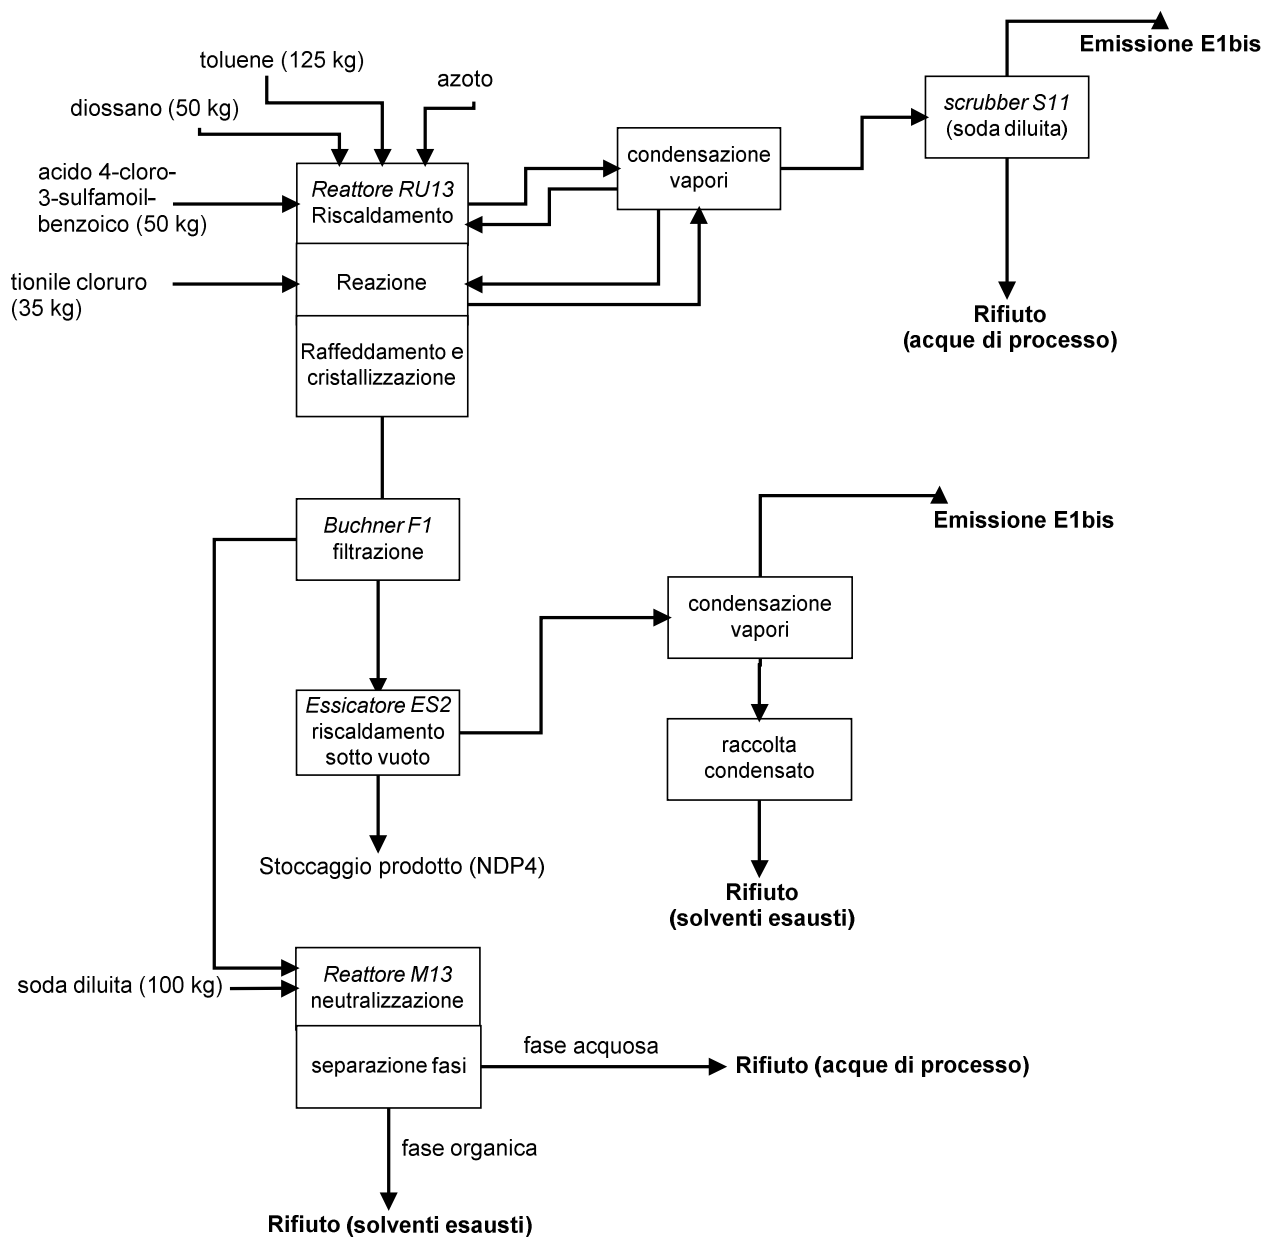 Emissione E1bis
toluene (125 kg)
azoto
diossano (50 kg)
scrubber S11
(soda diluita)
condensazione
vapori
acido 4-cloro-
3-sulfamoil-
benzoico (50 kg)
Reattore RU13
Riscaldamento
tionile cloruro
(35 kg)
Reazione
Rifiuto
(acque di processo)
Raffeddamento e
cristallizzazione
Buchner F1
filtrazione
Emissione E1bis
condensazione
vapori
Essicatore ES2
riscaldamento
sotto vuoto
raccolta
condensato
Stoccaggio prodotto (NDP4)
Rifiuto
(solventi esausti)
Reattore M13
neutralizzazione
soda diluita (100 kg)
separazione fasi
fase acquosa
Rifiuto (acque di processo)
fase organica
Rifiuto (solventi esausti)